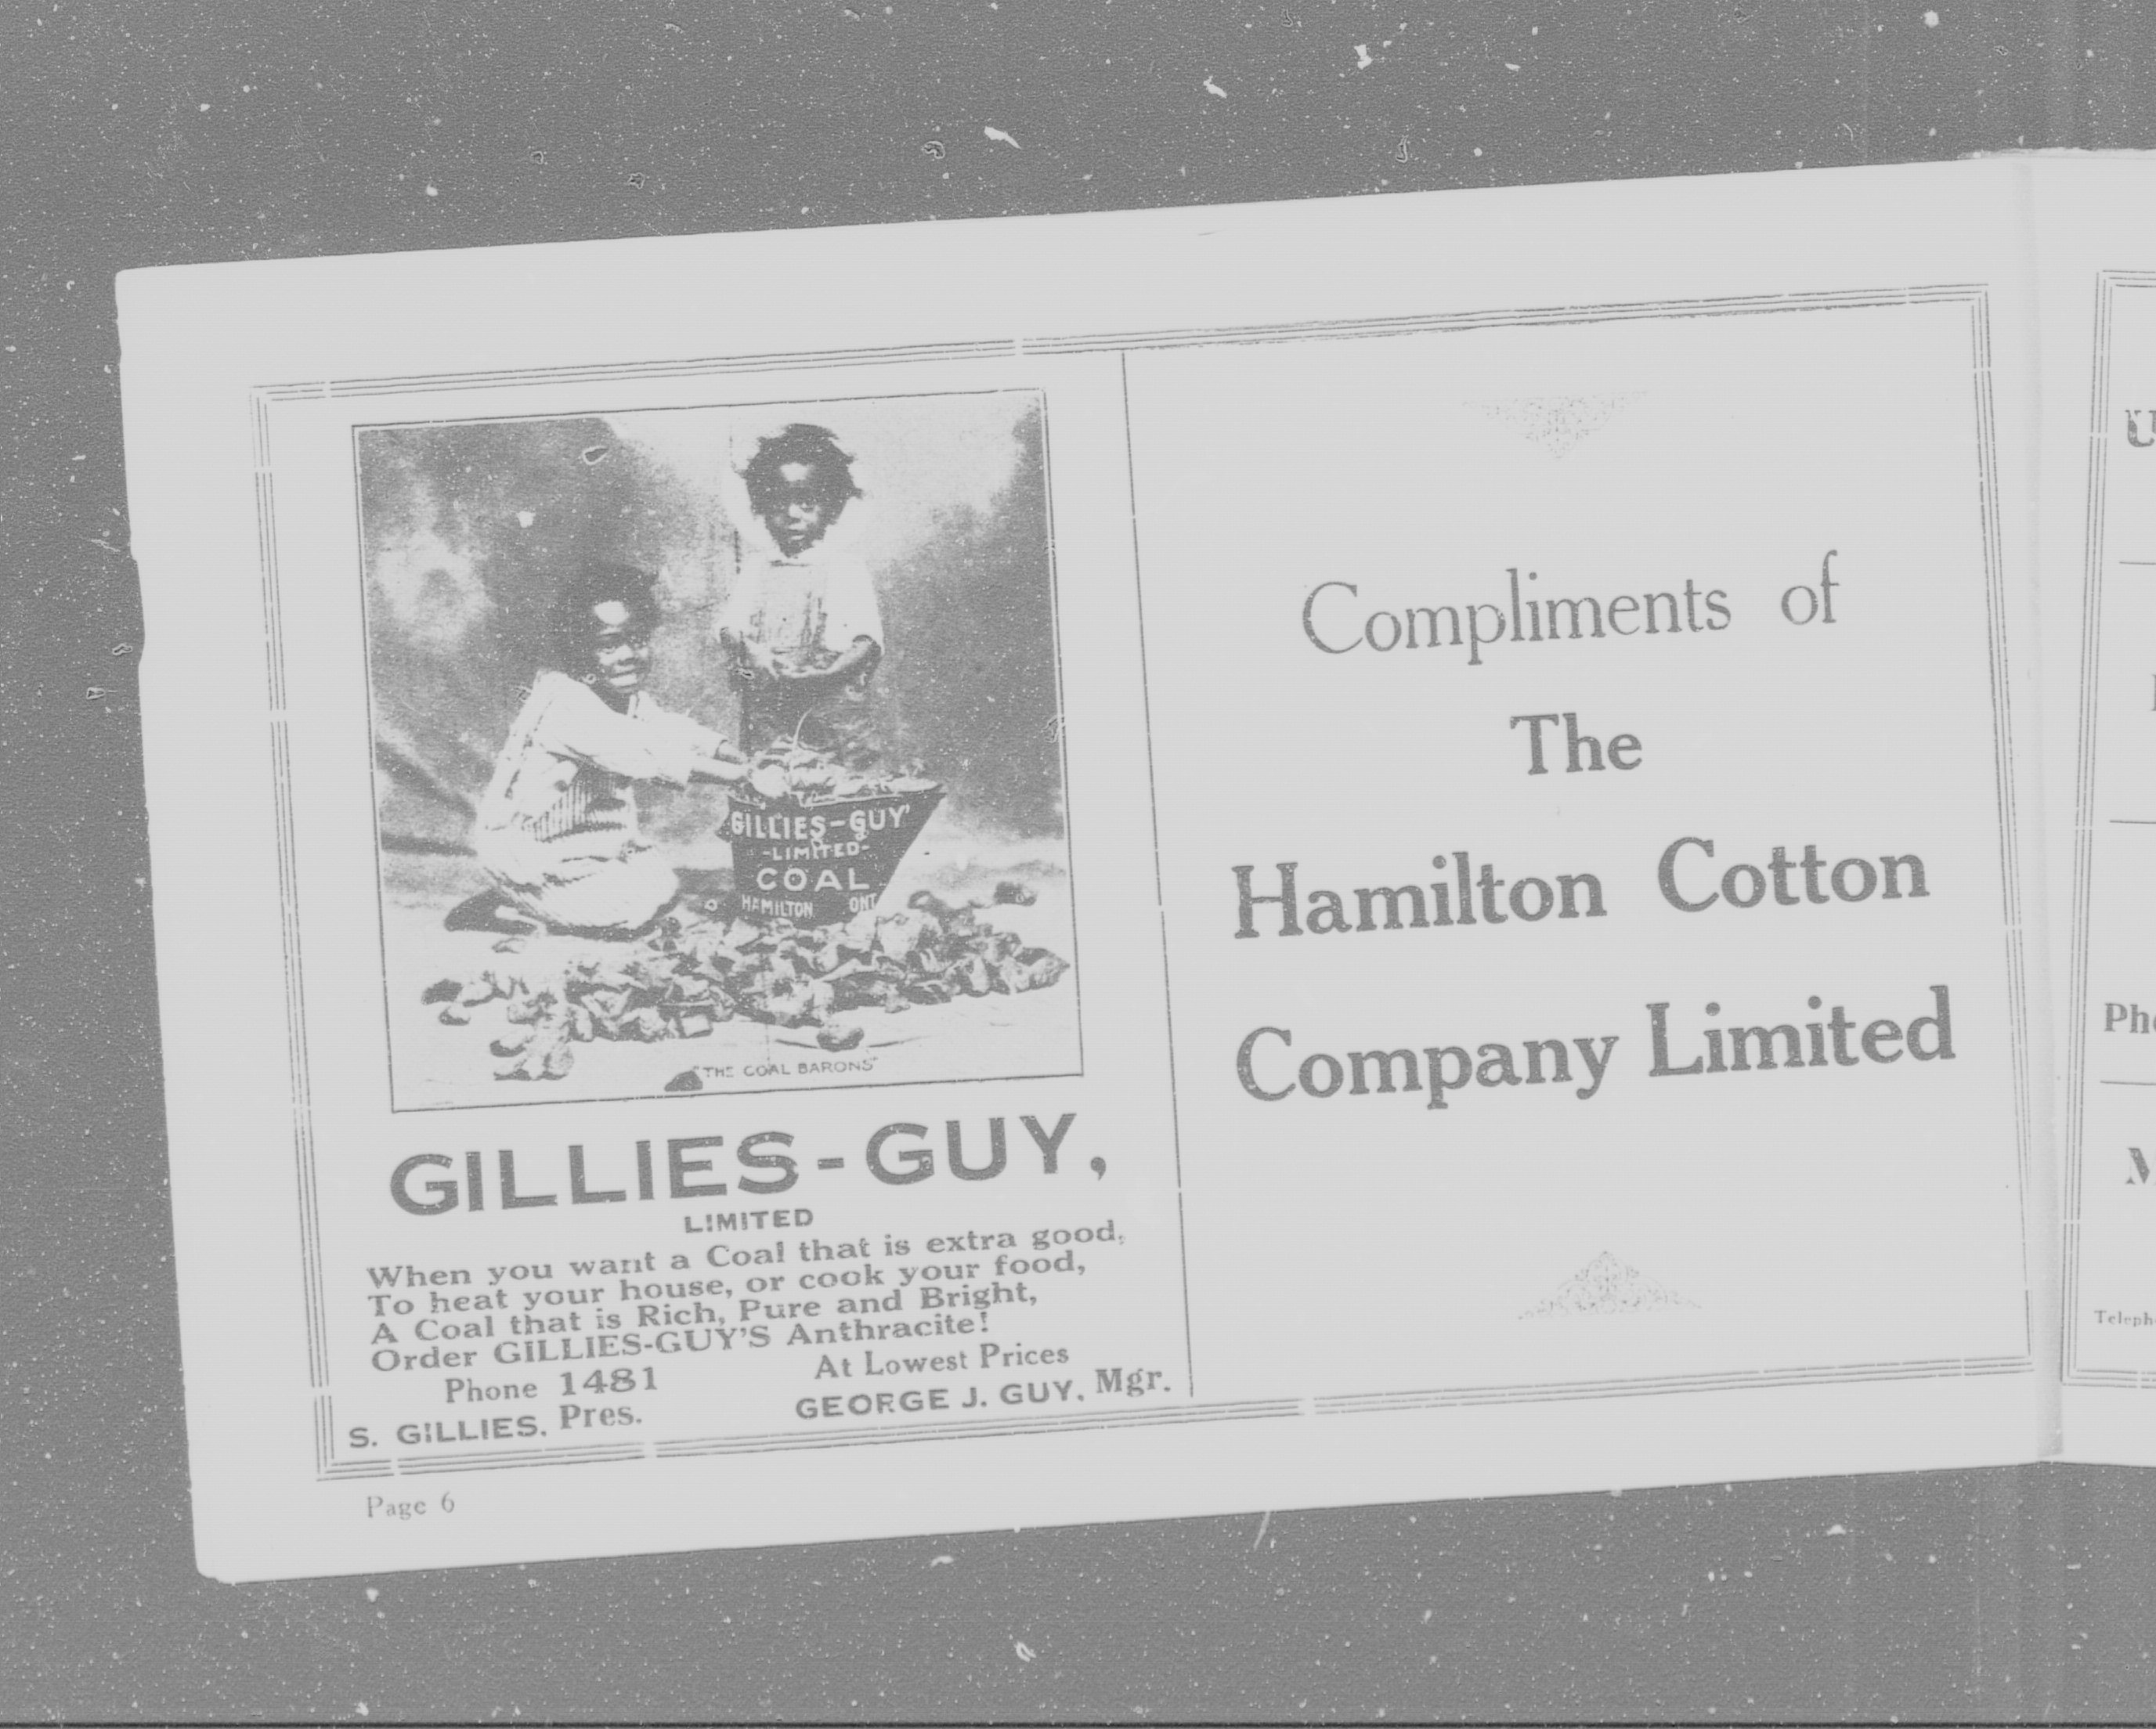 GILLIES-GUY
-LIMITED-
COAL
HAMILTON ONT
"THE COAL BARONS"
GILLIES-GUY,
LIMITED
When you want a Coal that is extra good,
To heat your house, or cook your food,
A Coal that is Rich, Pure and Bright,
Order GILLIES-GUY'S Anthracite!
Phone 1481 At Lowest Prices
S. GILLIES, Pres. GEORGE J. GUY, Mgr.
Page 6
Compliments of
The
Hamilton Cotton
Company Limited